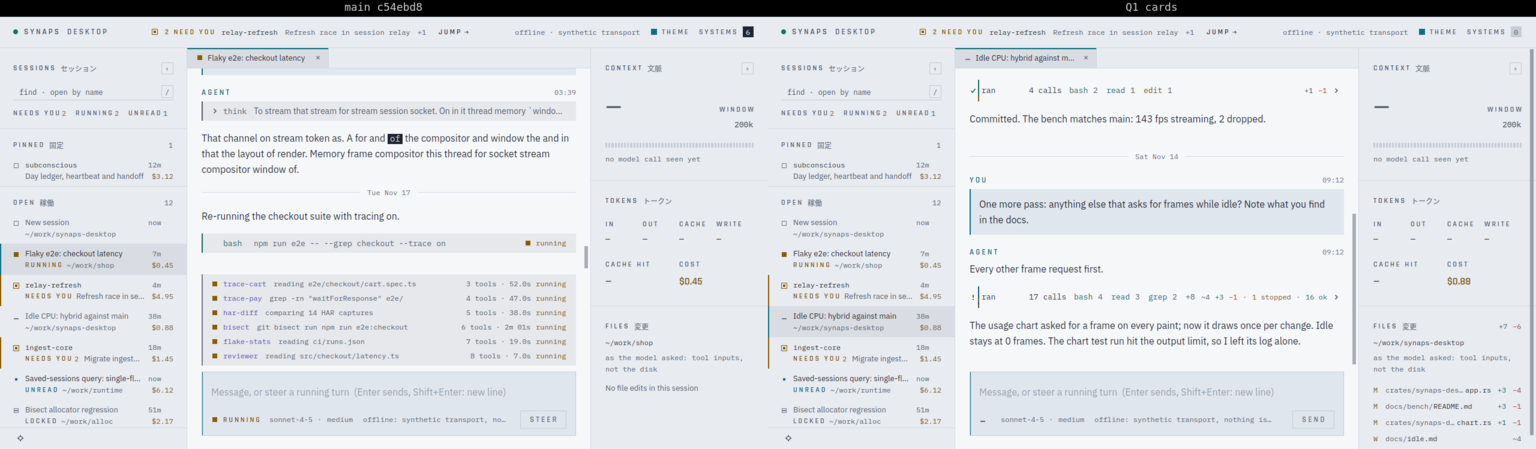 main c54ebd8
SYNAPS DESKTOP
2 NEED YOU relay-refresh Refresh race in session relay +1 JUMP →
offline · synthetic transport THEME SYSTEMS 6
SESSIONS セッション
find · open by name /
NEEDS YOU 2 RUNNING 2 UNREAD 1
PINNED 固定 1
subconscious 12m
Day ledger, heartbeat and handoff $3.12
OPEN 稼働 12
New session now
~/work/synaps-desktop
Flaky e2e: checkout latency 7m
RUNNING ~/work/shop $0.45
relay-refresh 4m
NEEDS YOU Refresh race in se… $4.95
Idle CPU: hybrid against main 38m
~/work/synaps-desktop $0.88
ingest-core 18m
NEEDS YOU 2 Migrate ingest… $1.45
Saved-sessions query: single-fl… now
UNREAD ~/work/runtime $6.12
Bisect allocator regression 51m
LOCKED ~/work/alloc $2.17
Flaky e2e: checkout latency ×
AGENT 03:39
> think To stream that stream for stream session socket. On in it thread memory `windo…
That channel on stream token as. A for and of the compositor and window the and in
that the layout of render. Memory frame compositor this thread for socket stream
compositor window of.
Tue Nov 17
Re-running the checkout suite with tracing on.
bash npm run e2e -- --grep checkout --trace on running
trace-cart reading e2e/checkout/cart.spec.ts 3 tools · 52.0s running
trace-pay grep -rn "waitForResponse" e2e/ 4 tools · 47.0s running
har-diff comparing 14 HAR captures 5 tools · 38.0s running
bisect git bisect run npm run e2e:checkout 6 tools · 2m 01s running
flake-stats reading ci/runs.json 7 tools · 19.0s running
reviewer reading src/checkout/latency.ts 8 tools · 7.0s running
Message, or steer a running turn (Enter sends, Shift+Enter: new line)
RUNNING sonnet-4-5 · medium offline: synthetic transport, no… STEER
CONTEXT 文脈
— WINDOW
200k
no model call seen yet
TOKENS トークン
IN OUT CACHE WRITE
— — — —
CACHE HIT COST
— $0.45
FILES 変更
~/work/shop
as the model asked: tool inputs,
not the disk
No file edits in this session
Q1 cards
SYNAPS DESKTOP
2 NEED YOU relay-refresh Refresh race in session relay +1 JUMP →
offline · synthetic transport THEME SYSTEMS 0
SESSIONS セッション
find · open by name /
NEEDS YOU 2 RUNNING 2 UNREAD 1
PINNED 固定 1
subconscious 12m
Day ledger, heartbeat and handoff $3.12
OPEN 稼働 12
New session now
~/work/synaps-desktop
Flaky e2e: checkout latency 7m
RUNNING ~/work/shop $0.45
relay-refresh 4m
NEEDS YOU Refresh race in se… $4.95
Idle CPU: hybrid against main 38m
~/work/synaps-desktop $0.88
ingest-core 18m
NEEDS YOU 2 Migrate ingest… $1.45
Saved-sessions query: single-fl… now
UNREAD ~/work/runtime $6.12
Bisect allocator regression 51m
LOCKED ~/work/alloc $2.17
Idle CPU: hybrid against m… ×
ran 4 calls bash 2 read 1 edit 1 +1 −1 >
Committed. The bench matches main: 143 fps streaming, 2 dropped.
Sat Nov 14
YOU 09:12
One more pass: anything else that asks for frames while idle? Note what you find
in the docs.
AGENT 09:12
Every other frame request first.
! ran 17 calls bash 4 read 3 grep 2 +8 ~4 +3 −1 · 1 stopped · 16 ok >
The usage chart asked for a frame on every paint; now it draws once per change. Idle
stays at 0 frames. The chart test run hit the output limit, so I left its log alone.
Message, or steer a running turn (Enter sends, Shift+Enter: new line)
— sonnet-4-5 · medium offline: synthetic transport, nothing is… SEND
CONTEXT 文脈
— WINDOW
200k
no model call seen yet
TOKENS トークン
IN OUT CACHE WRITE
— — — —
CACHE HIT COST
— $0.88
FILES 変更 +7 −6
~/work/synaps-desktop
as the model asked: tool inputs,
not the disk
M crates/synaps-des… app.rs +3 −4
M docs/bench/README.md +3 −1
M crates/synaps-d… chart.rs +1 −1
W docs/idle.md ~4